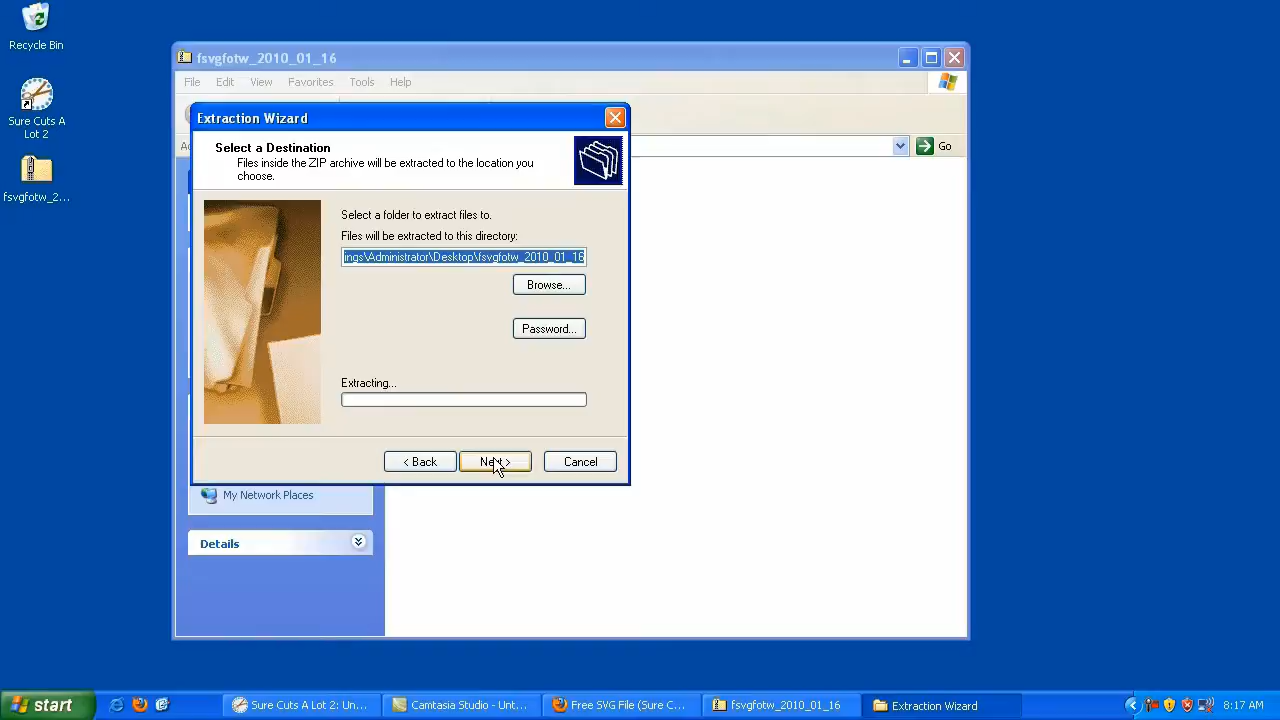 Recycle Bin
Sure Cuts A
Lot 2
fsvgfotw_2...
fsvgfotw_2010_01_16
File Edit View Favorites Tools Help
Go
Extraction Wizard
Select a Destination
Files inside the ZIP archive will be extracted to the location you
choose.
Select a folder to extract files to.
Files will be extracted to this directory:
ings\Administrator\Desktop\fsvgfotw_2010_01_16
Browse...
Password...
Extracting...
< Back Next > Cancel
My Network Places
Details
start Sure Cuts A Lot 2: Un... Camtasia Studio - Unt... Free SVG File (Sure C... fsvgfotw_2010_01_16 Extraction Wizard 8:17 AM